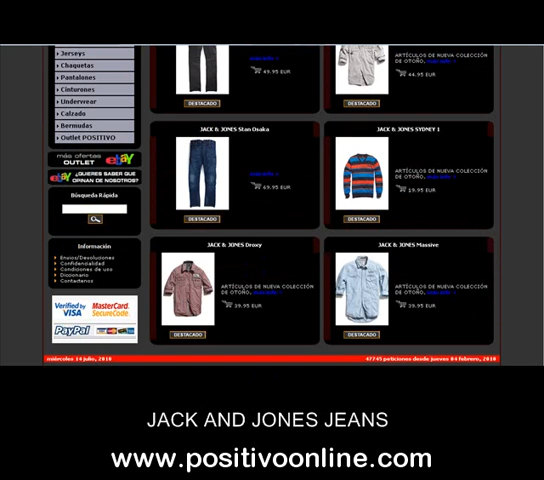 Jerseys
Chaquetas
Pantalones
Cinturones
Underwear
Calzado
Bermudas
Outlet POSITIVO
más ofertas
OUTLET ebay
ebay ¿QUIERES SABER QUE
OPINAN DE NOSOTROS?
Búsqueda Rápida
Información
Envios/Devoluciones
Confidencialidad
Condiciones de uso
Diccionario
Contactarlos
Verified by
VISA
MasterCard.
SecureCode.
PayPal
49.95 EUR
DESTACADO
ARTÍCULOS DE NUEVA COLECCIÓN
DE OTOÑO.
44.95 EUR
DESTACADO
JACK & JONES Stan Osaka
69.95 EUR
DESTACADO
JACK & JONES SYDNEY 1
ARTÍCULOS DE NUEVA COLECCIÓN
DE OTOÑO.
19.95 EUR
DESTACADO
JACK & JONES Droxy
ARTÍCULOS DE NUEVA COLECCIÓN
DE OTOÑO.
39.95 EUR
DESTACADO
JACK & JONES Massive
ARTÍCULOS DE NUEVA COLECCIÓN
DE OTOÑO.
39.95 EUR
DESTACADO
miércoles 14 julio, 2010
47745 peticiones desde jueves 04 febrero, 2010
JACK AND JONES JEANS
www.positivoonline.com